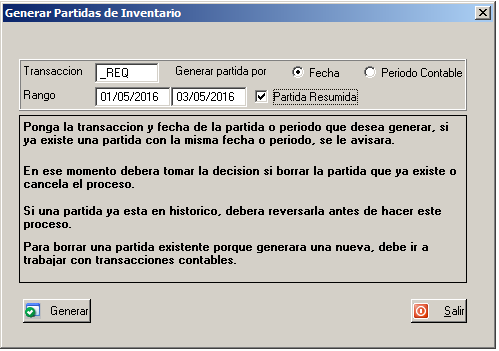 Generar Partidas de Inventario
Transaccion _REQ Generar partida por Fecha Periodo Contable
Rango 01/05/2016 03/05/2016 Partida Resumida
Ponga la transaccion y fecha de la partida o periodo que desea generar, si
ya existe una partida con la misma fecha o periodo, se le avisara.
En ese momento debera tomar la decision si borrar la partida que ya existe o
cancela el proceso.
Si una partida ya esta en historico, debera reversarla antes de hacer este
proceso.
Para borrar una partida existente porque generara una nueva, debe ir a
trabajar con transacciones contables.
Generar Salir